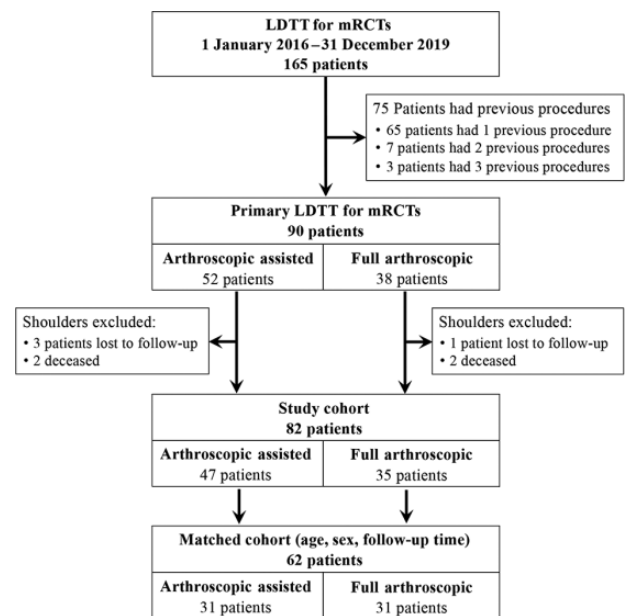 LDTT for mRCTs
1 January 2016–31 December 2019
165 patients
75 Patients had previous procedures
• 65 patients had 1 previous procedure
• 7 patients had 2 previous procedures
• 3 patients had 3 previous procedures
Primary LDTT for mRCTs
90 patients
Arthroscopic assisted
52 patients
Full arthroscopic
38 patients
Shoulders excluded:
• 3 patients lost to follow-up
• 2 deceased
Shoulders excluded:
• 1 patient lost to follow-up
• 2 deceased
Study cohort
82 patients
Arthroscopic assisted
47 patients
Full arthroscopic
35 patients
Matched cohort (age, sex, follow-up time)
62 patients
Arthroscopic assisted
31 patients
Full arthroscopic
31 patients